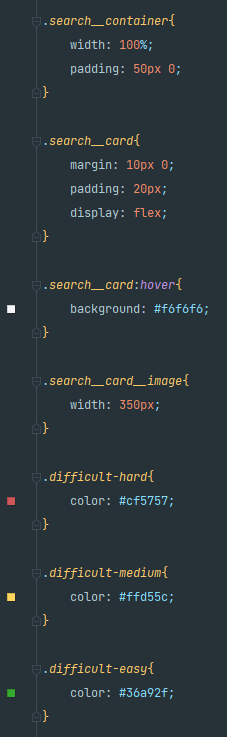 .search__container{
width: 100%;
padding: 50px 0;
}
.search__card{
margin: 10px 0;
padding: 20px;
display: flex;
}
.search__card:hover{
background: #f6f6f6;
}
.search__card__image{
width: 350px;
}
.difficult-hard{
color: #cf5757;
}
.difficult-medium{
color: #ffd55c;
}
.difficult-easy{
color: #36a92f;
}